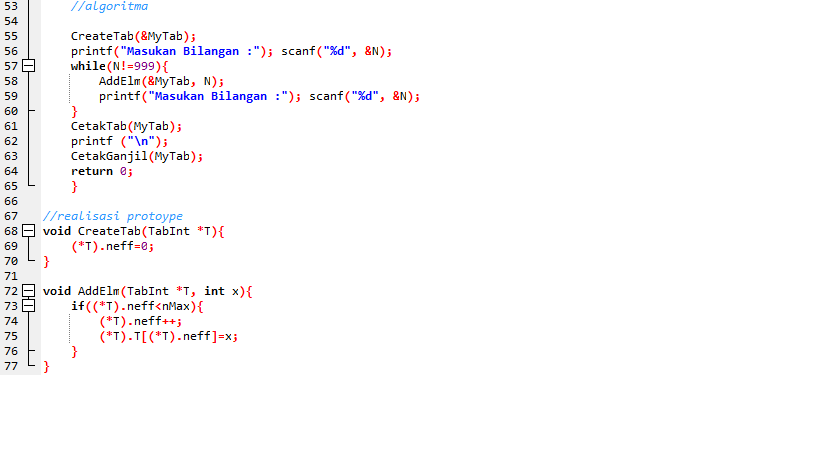 53 //algoritma
54
55 CreateTab(&MyTab);
56 printf("Masukan Bilangan :"); scanf("%d", &N);
57 while(N!=999){
58 AddElm(&MyTab, N);
59 printf("Masukan Bilangan :"); scanf("%d", &N);
60 }
61 CetakTab(MyTab);
62 printf ("\n");
63 CetakGanjil(MyTab);
64 return 0;
65 }
66
67 //realisasi protoype
68 void CreateTab(TabInt *T){
69 (*T).neff=0;
70 }
71
72 void AddElm(TabInt *T, int x){
73 if((*T).neff<nMax){
74 (*T).neff++;
75 (*T).T[(*T).neff]=x;
76 }
77 }